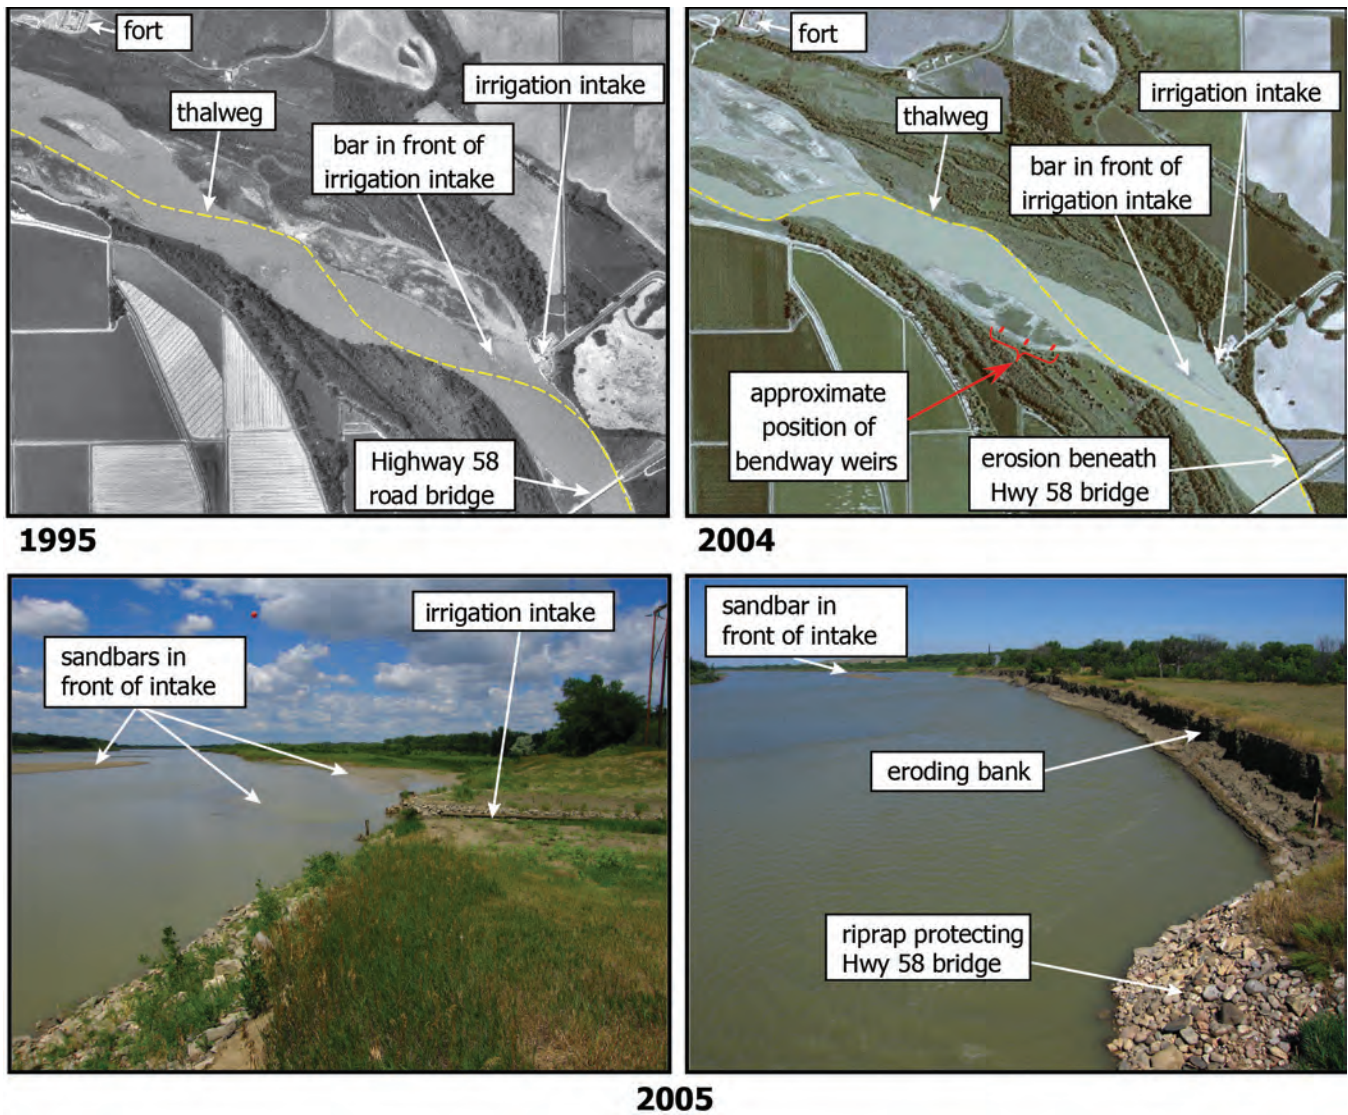 fort
thalweg
irrigation intake
bar in front of
irrigation intake
Highway 58
road bridge
1995
fort
thalweg
irrigation intake
bar in front of
irrigation intake
approximate
position of
bendway weirs
erosion beneath
Hwy 58 bridge
2004
sandbars in
front of intake
irrigation intake
sandbar in
front of intake
eroding bank
riprap protecting
Hwy 58 bridge
2005